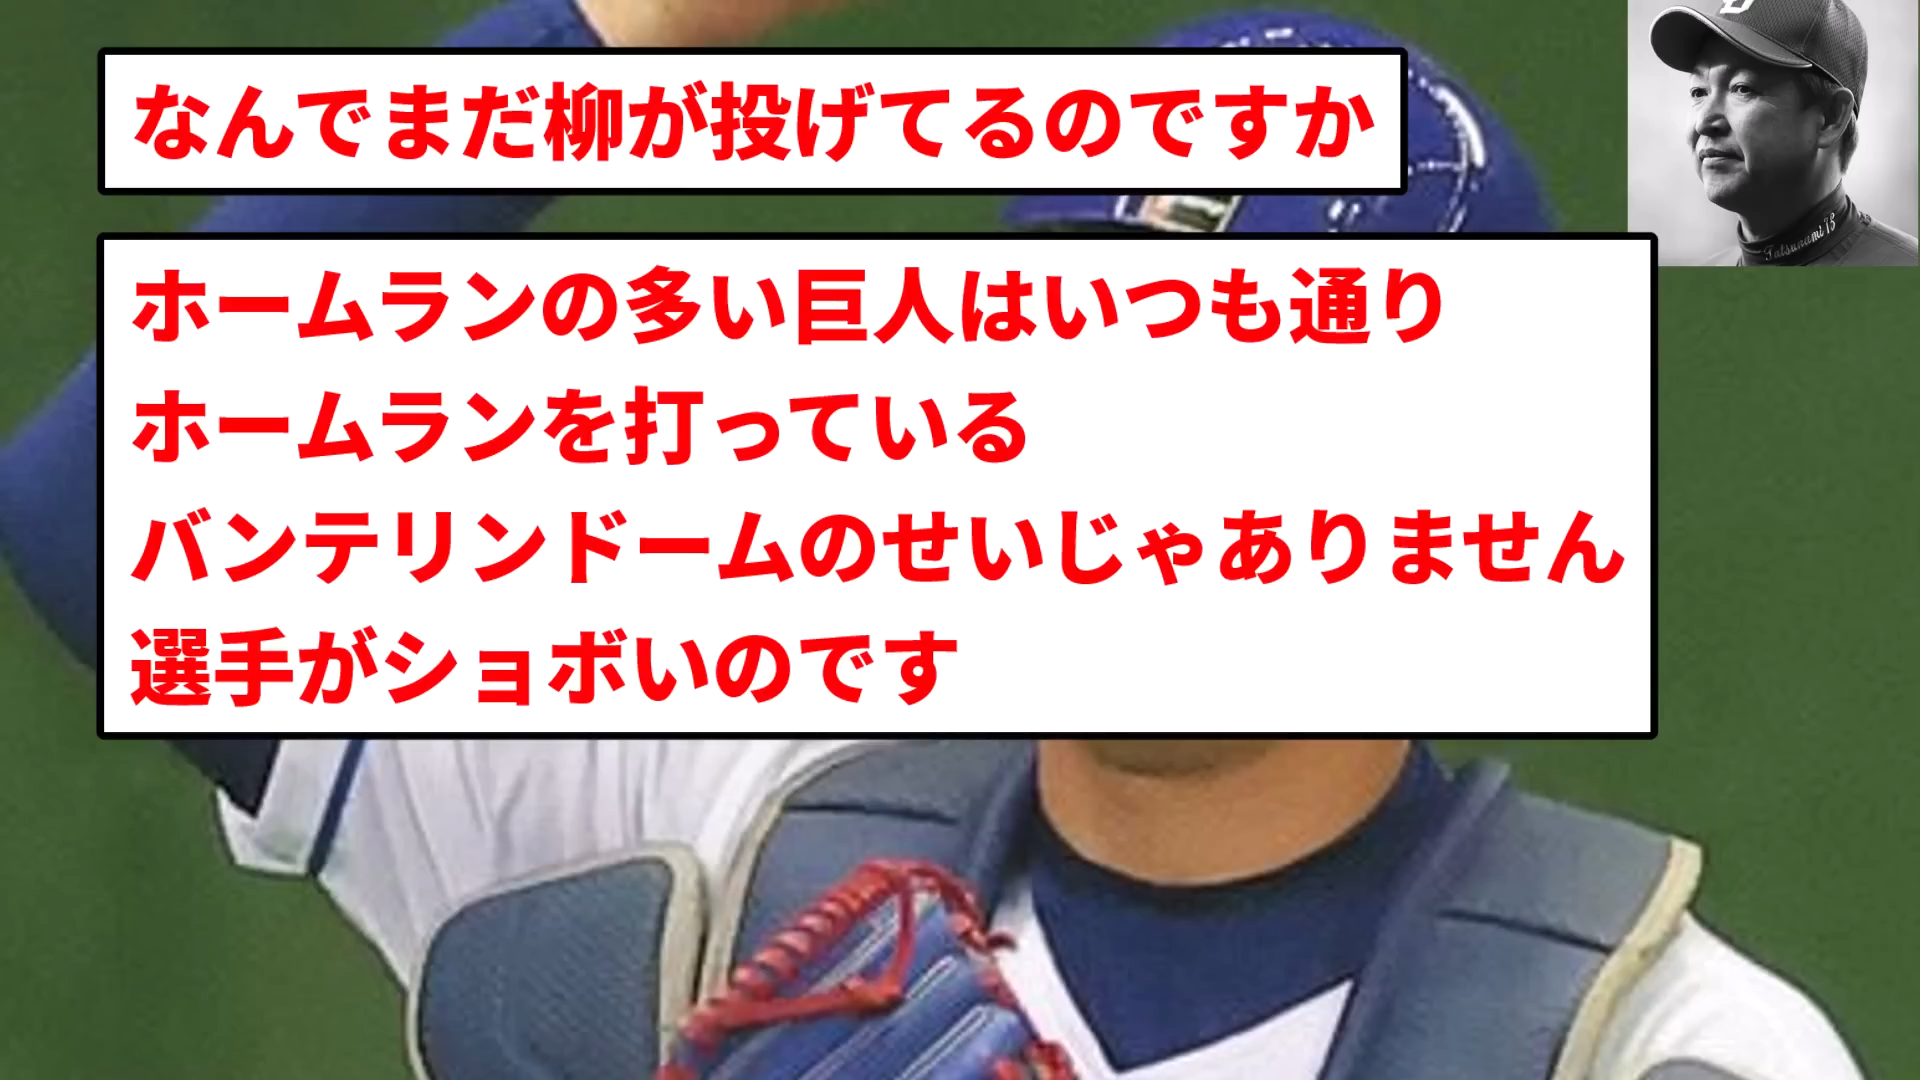 なんでまだ柳が投げてるのですか
ホームランの多い巨人はいつも通り
ホームランを打っている
バンテリンドームのせいじゃありません
選手がショボいのです
Tatsunami 73